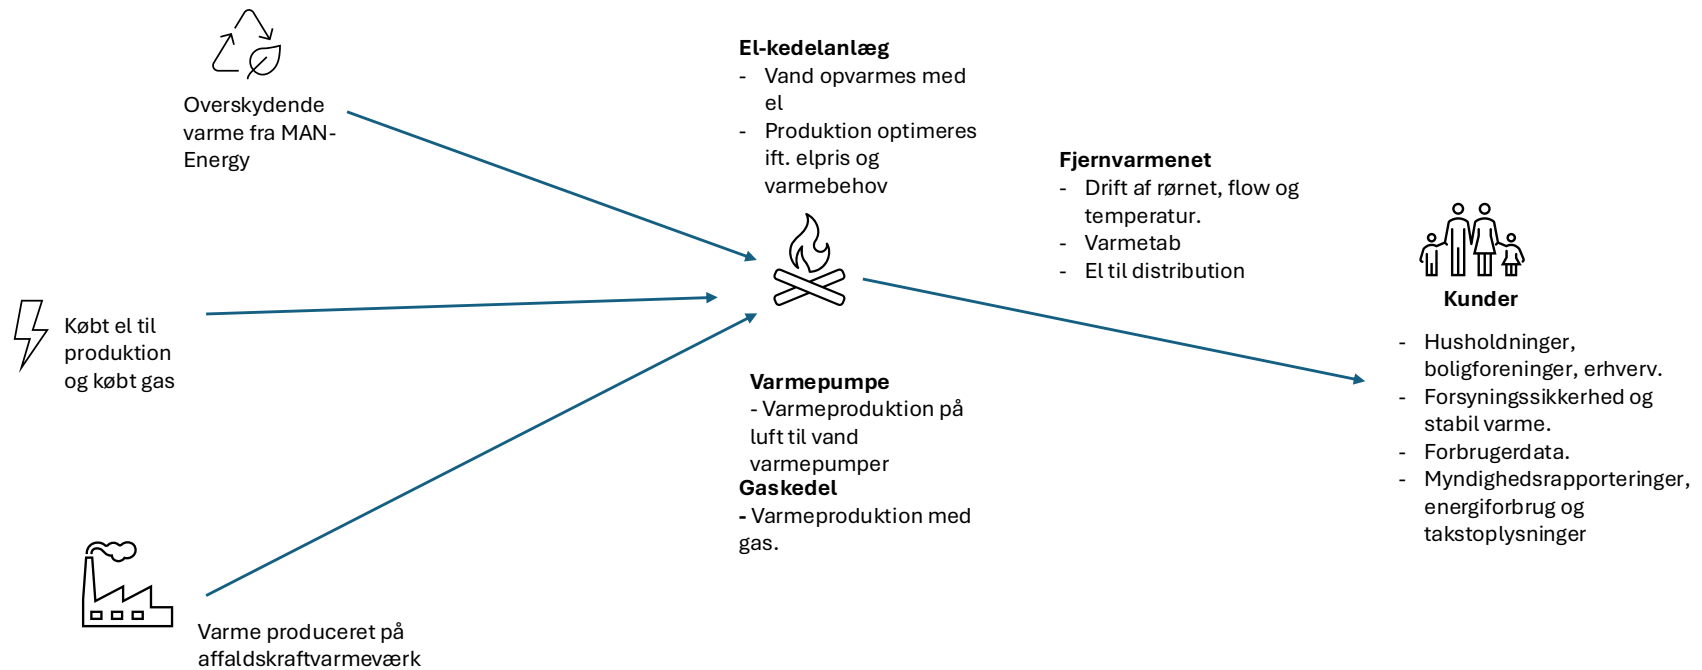 Overskydende
varme fra MAN-
Energy
Købt el til
produktion
og købt gas
Varme produceret på
affaldskraftvarmeværk
El-kedelanlæg
- Vand opvarmes med
el
- Produktion optimeres
ift. elpris og
varmebehov
Varmepumpe
- Varmeproduktion på
luft til vand
varmepumper
Gaskedel
- Varmeproduktion med
gas.
Fjernvarmenet
- Drift af rørnet, flow og
temperatur.
- Varmetab
- El til distribution
Kunder
- Husholdninger,
boligforeninger, erhverv.
- Forsyningssikkerhed og
stabil varme.
- Forbrugerdata.
- Myndighedsrapporteringer,
energiforbrug og
takstoplysninger